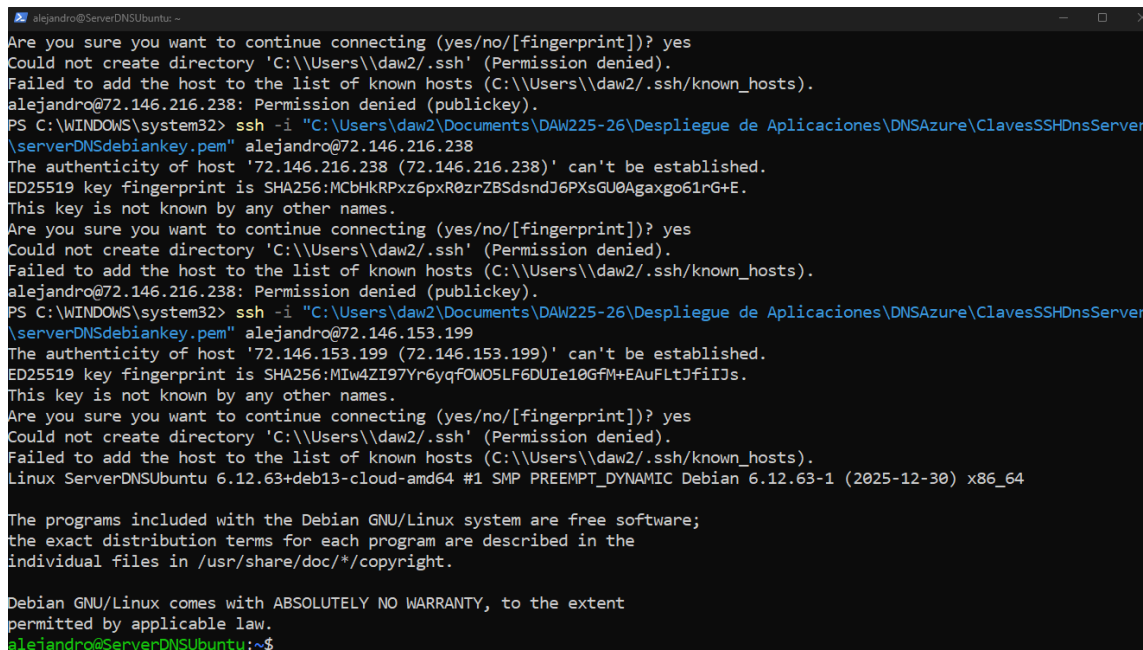 alejandro@ServerDNSUbuntu: ~
Are you sure you want to continue connecting (yes/no/[fingerprint])? yes
Could not create directory 'C:\\Users\\daw2/.ssh' (Permission denied).
Failed to add the host to the list of known hosts (C:\\Users\\daw2/.ssh/known_hosts).
alejandro@72.146.216.238: Permission denied (publickey).
PS C:\WINDOWS\system32> ssh -i "C:\Users\daw2\Documents\DAW225-26\Despliegue de Aplicaciones\DNSAzure\ClavesSSHDnsServer
\serverDNSdebiankey.pem" alejandro@72.146.216.238
The authenticity of host '72.146.216.238 (72.146.216.238)' can't be established.
ED25519 key fingerprint is SHA256:MCbHkRPxz6pxR0zrZBSdsndJ6PXsGU0Agaxgo61rG+E.
This key is not known by any other names.
Are you sure you want to continue connecting (yes/no/[fingerprint])? yes
Could not create directory 'C:\\Users\\daw2/.ssh' (Permission denied).
Failed to add the host to the list of known hosts (C:\\Users\\daw2/.ssh/known_hosts).
alejandro@72.146.216.238: Permission denied (publickey).
PS C:\WINDOWS\system32> ssh -i "C:\Users\daw2\Documents\DAW225-26\Despliegue de Aplicaciones\DNSAzure\ClavesSSHDnsServer
\serverDNSdebiankey.pem" alejandro@72.146.153.199
The authenticity of host '72.146.153.199 (72.146.153.199)' can't be established.
ED25519 key fingerprint is SHA256:MIw4ZI97Yr6yqfOWO5LF6DUIe10GfM+EAuFLtJfiIJs.
This key is not known by any other names.
Are you sure you want to continue connecting (yes/no/[fingerprint])? yes
Could not create directory 'C:\\Users\\daw2/.ssh' (Permission denied).
Failed to add the host to the list of known hosts (C:\\Users\\daw2/.ssh/known_hosts).
Linux ServerDNSUbuntu 6.12.63+deb13-cloud-amd64 #1 SMP PREEMPT_DYNAMIC Debian 6.12.63-1 (2025-12-30) x86_64
The programs included with the Debian GNU/Linux system are free software;
the exact distribution terms for each program are described in the
individual files in /usr/share/doc/*/copyright.
Debian GNU/Linux comes with ABSOLUTELY NO WARRANTY, to the extent
permitted by applicable law.
alejandro@ServerDNSUbuntu:~$